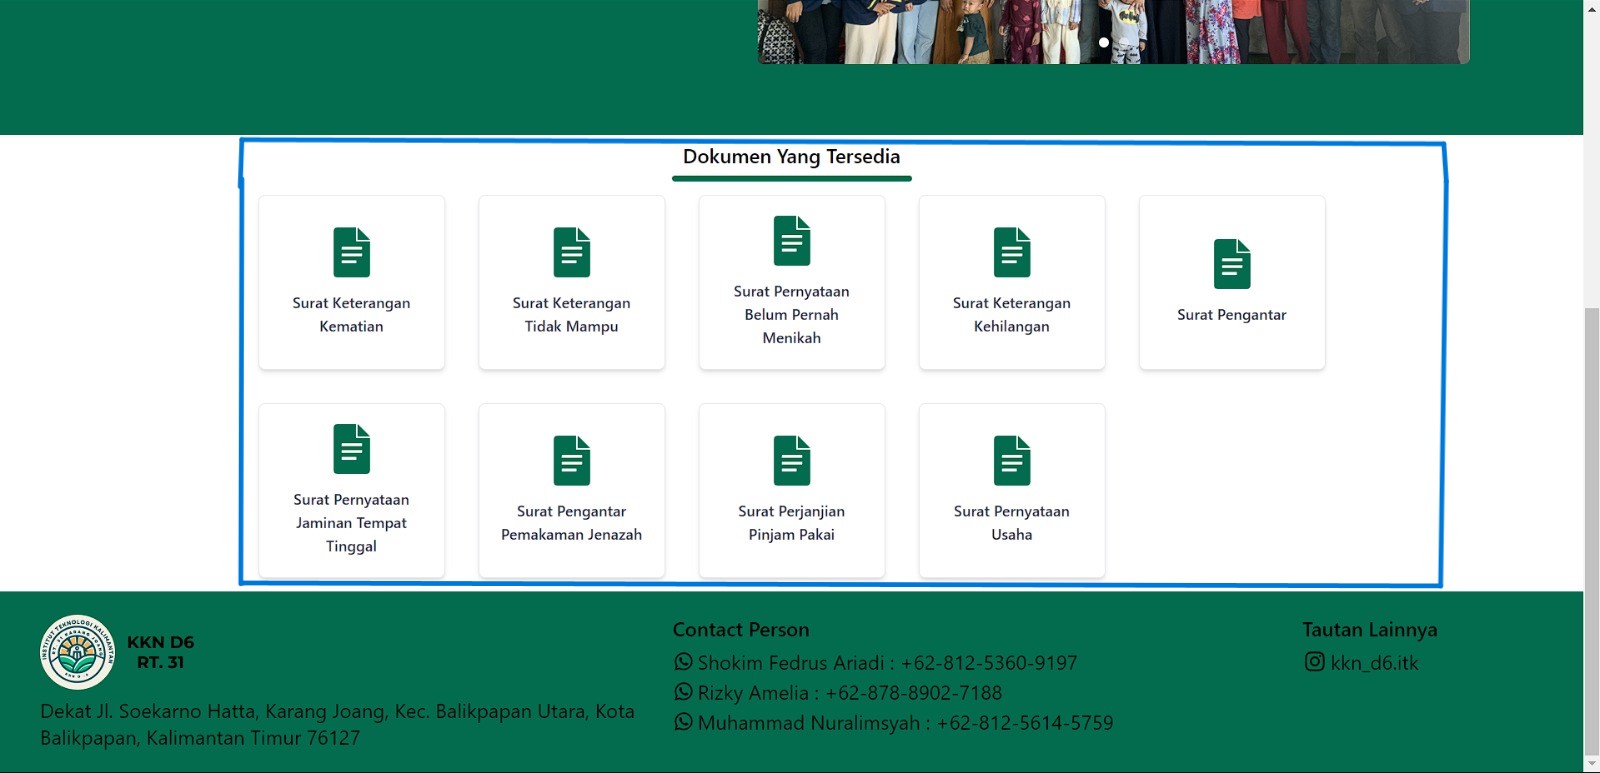 Dokumen Yang Tersedia
Surat Keterangan
Kematian
Surat Keterangan
Tidak Mampu
Surat Pernyataan
Belum Pernah
Menikah
Surat Keterangan
Kehilangan
Surat Pengantar
Surat Pernyataan
Jaminan Tempat
Tinggal
Surat Pengantar
Pemakaman Jenazah
Surat Perjanjian
Pinjam Pakai
Surat Pernyataan
Usaha
INSTITUT TEKNOLOGI KALIMANTAN
KKN D6
RT. 31
Dekat Jl. Soekarno Hatta, Karang Joang, Kec. Balikpapan Utara, Kota
Balikpapan, Kalimantan Timur 76127
Contact Person
Shokim Fedrus Ariadi : +62-812-5360-9197
Rizky Amelia : +62-878-8902-7188
Muhammad Nuralimsyah : +62-812-5614-5759
Tautan Lainnya
kkn_d6.itk